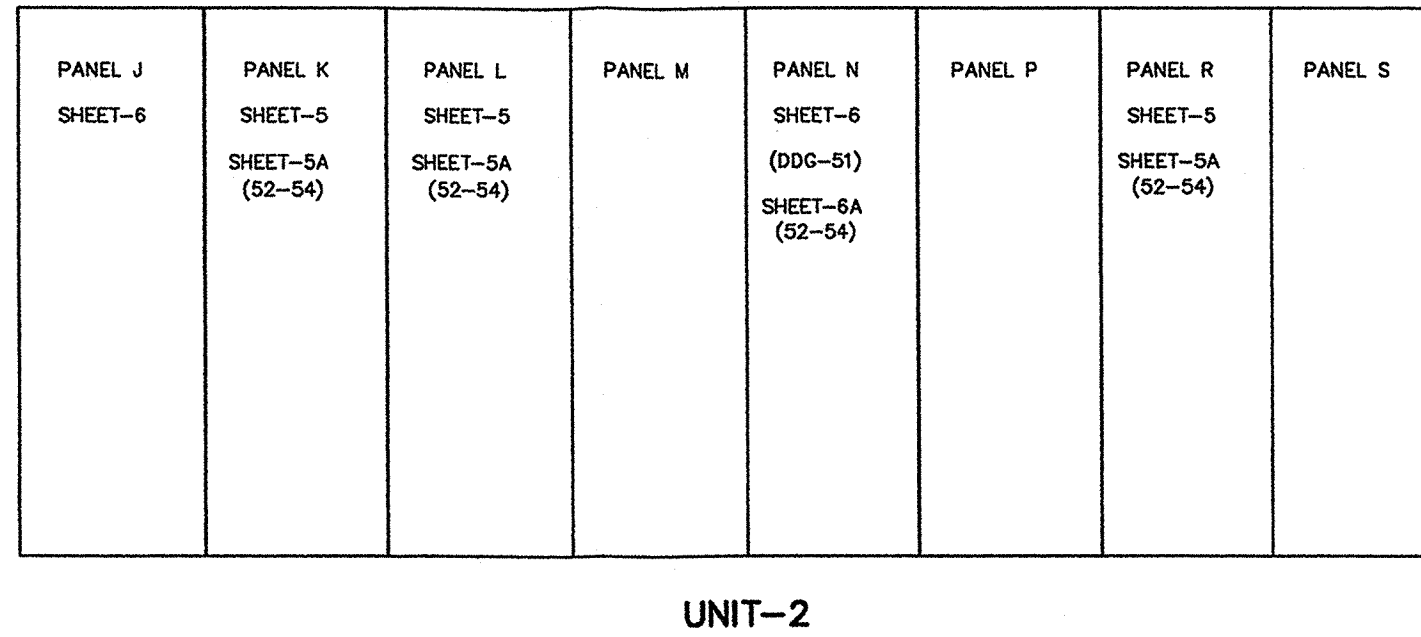 PANEL J
SHEET-6
PANEL K
SHEET-5
SHEET-5A
(52-54)
PANEL L
SHEET-5
SHEET-5A
(52-54)
PANEL M
PANEL N
SHEET-6
(DDG-51)
SHEET-6A
(52-54)
PANEL P
PANEL R
SHEET-5
SHEET-5A
(52-54)
PANEL S
UNIT-2